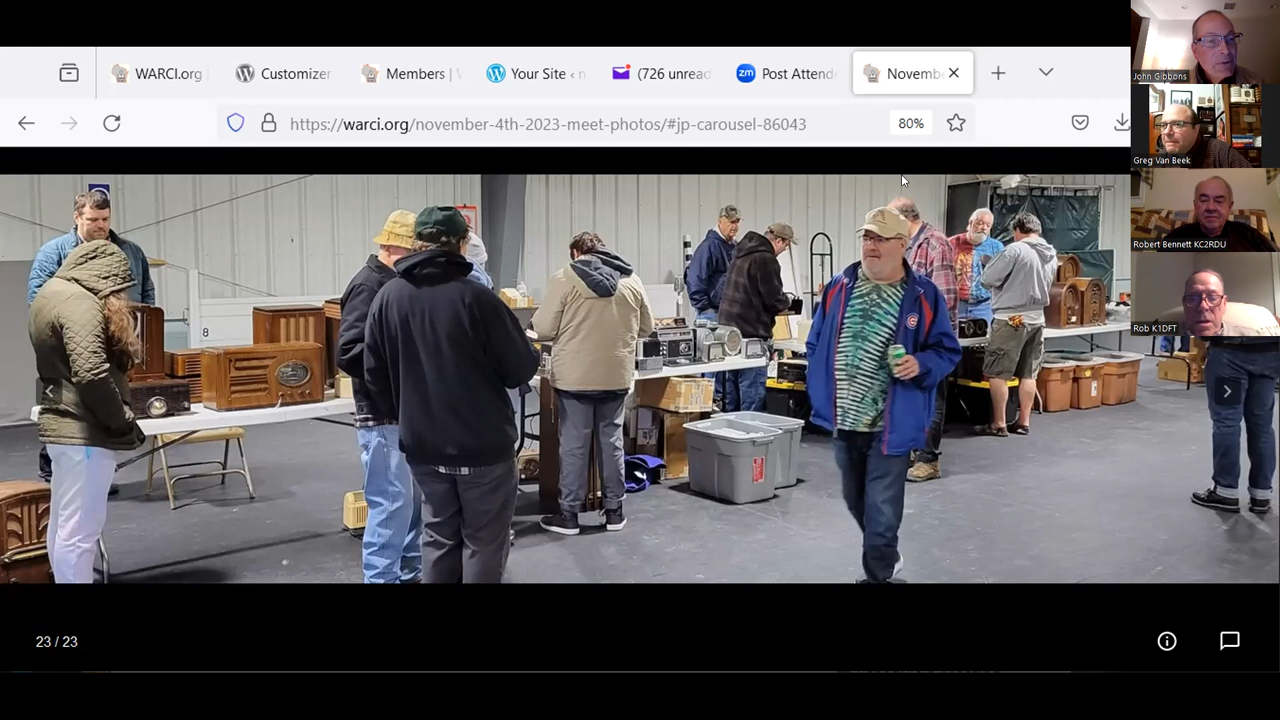 WARCI.org
Customizer
Members |
Your Site ‹
(726 unread
Post Attend
Novemb
https://warci.org/november-4th-2023-meet-photos/#jp-carousel-86043
80%
John Gibbons
Greg Van Beek
Robert Bennett KC2RDU
Rob K1DFT
8
23 / 23